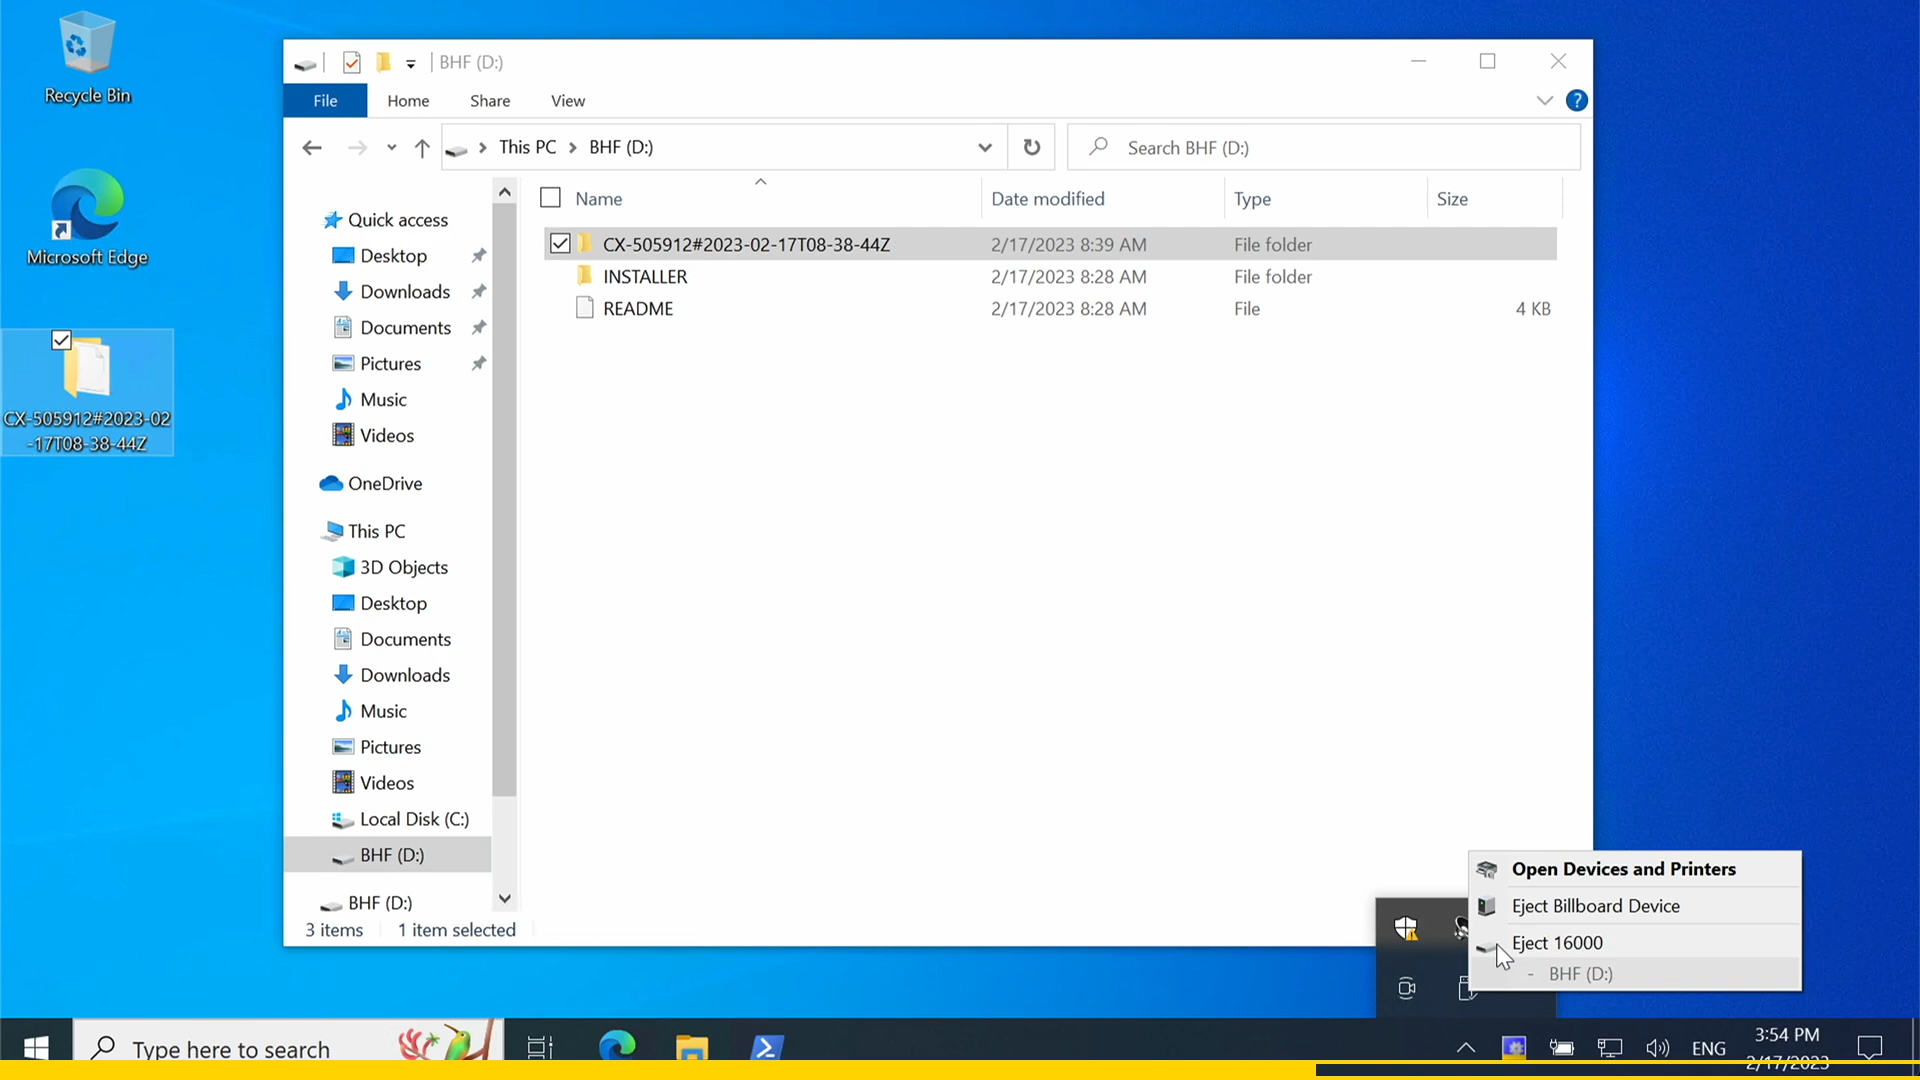 Recycle Bin
Microsoft Edge
CX-505912#2023-02
-17T08-38-44Z
BHF (D:)
File
Home
Share
View
?
This PC
BHF (D:)
Search BHF (D:)
Name
Date modified
Type
Size
CX-505912#2023-02-17T08-38-44Z
2/17/2023 8:39 AM
File folder
INSTALLER
2/17/2023 8:28 AM
File folder
README
2/17/2023 8:28 AM
File
4 KB
Quick access
Desktop
Downloads
Documents
Pictures
Music
Videos
OneDrive
This PC
3D Objects
Desktop
Documents
Downloads
Music
Pictures
Videos
Local Disk (C:)
BHF (D:)
BHF (D:)
3 items
1 item selected
Open Devices and Printers
Eject Billboard Device
Eject 16000
- BHF (D:)
Type here to search
ENG
3:54 PM
2/17/2023